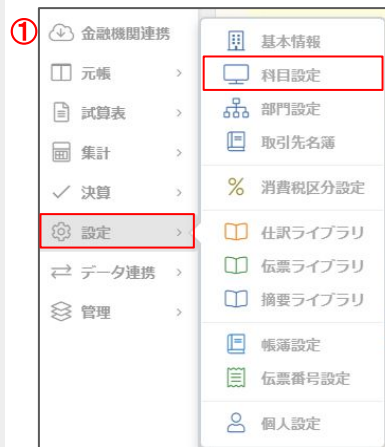 ①
金融機関連携
元帳
試算表
集計
決算
設定
データ連携
管理
基本情報
科目設定
部門設定
取引先名簿
消費税区分設定
仕訳ライブラリ
伝票ライブラリ
摘要ライブラリ
帳簿設定
伝票番号設定
個人設定